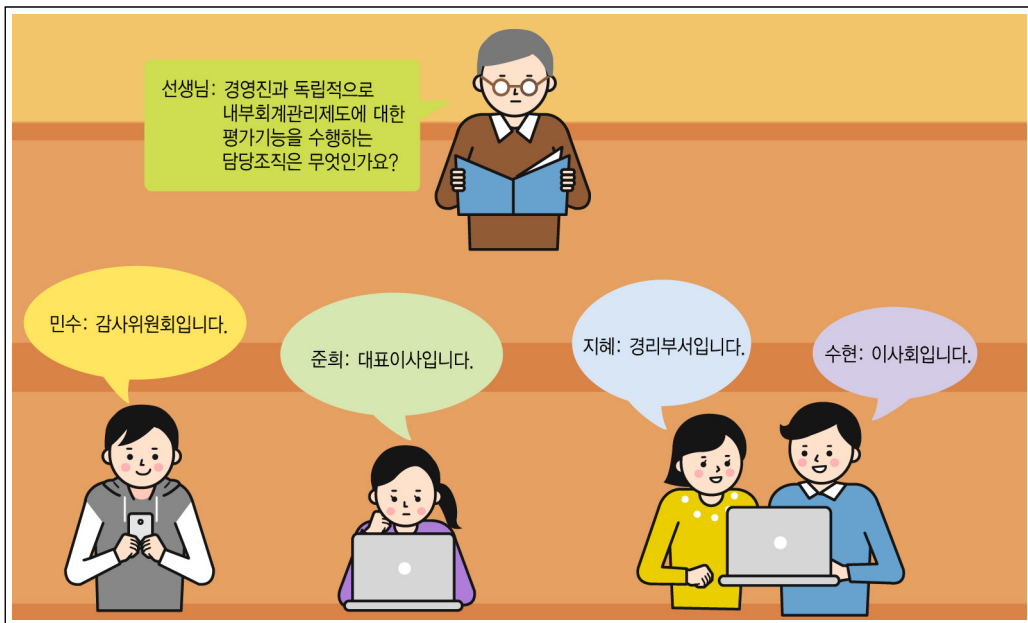 선생님: 경영진과 독립적으로
내부회계관리제도에 대한
평가기능을 수행하는
담당조직은 무엇인가요?
민수: 감사위원회입니다.
준희: 대표이사입니다.
지혜: 경리부서입니다.
수현: 이사회입니다.